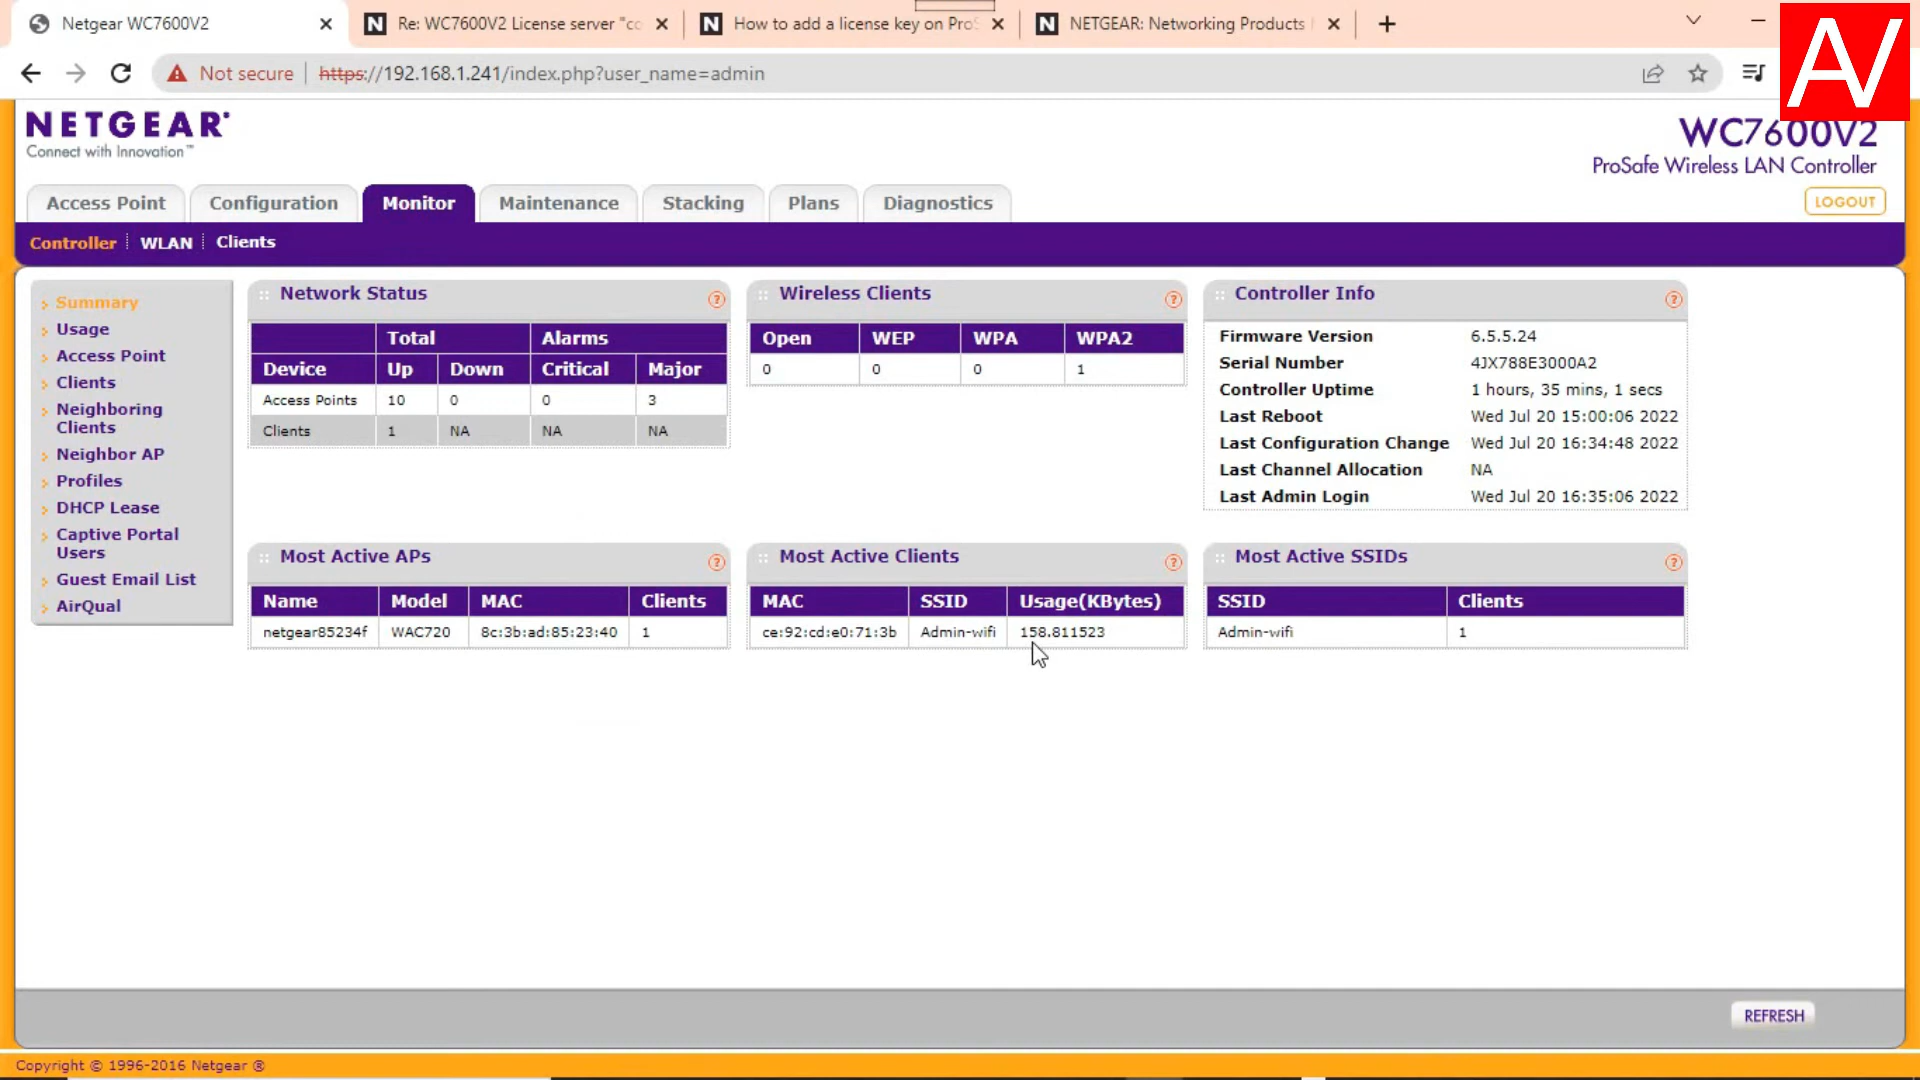 Netgear WC7600V2
Re: WC7600V2 License server "co
How to add a license key on ProS
NETGEAR: Networking Products
Not secure
https://192.168.1.241/index.php?user_name=admin
AV
NETGEAR®
Connect with Innovation™
WC7600V2
ProSafe Wireless LAN Controller
Access Point
Configuration
Monitor
Maintenance
Stacking
Plans
Diagnostics
LOGOUT
Controller
WLAN
Clients
Summary
Usage
Access Point
Clients
Neighboring
Clients
Neighbor AP
Profiles
DHCP Lease
Captive Portal
Users
Guest Email List
AirQual
Network Status
?
Total Alarms
Device Up Down Critical Major
Access Points 10 0 0 3
Clients 1 NA NA NA
Wireless Clients
?
Open WEP WPA WPA2
0 0 0 1
Controller Info
?
Firmware Version 6.5.5.24
Serial Number 4JX788E3000A2
Controller Uptime 1 hours, 35 mins, 1 secs
Last Reboot Wed Jul 20 15:00:06 2022
Last Configuration Change Wed Jul 20 16:34:48 2022
Last Channel Allocation NA
Last Admin Login Wed Jul 20 16:35:06 2022
Most Active APs
?
Name Model MAC Clients
netgear85234f WAC720 8c:3b:ad:85:23:40 1
Most Active Clients
?
MAC SSID Usage(KBytes)
ce:92:cd:e0:71:3b Admin-wifi 158.811523
Most Active SSIDs
?
SSID Clients
Admin-wifi 1
REFRESH
Copyright © 1996-2016 Netgear ®